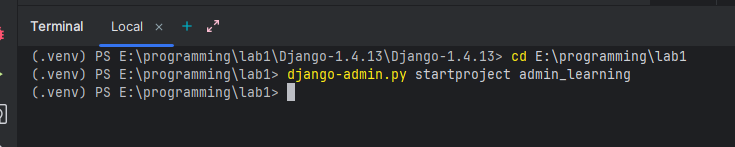 Terminal Local × +
(.venv) PS E:\programming\lab1\Django-1.4.13\Django-1.4.13> cd E:\programming\lab1
(.venv) PS E:\programming\lab1> django-admin.py startproject admin_learning
(.venv) PS E:\programming\lab1>